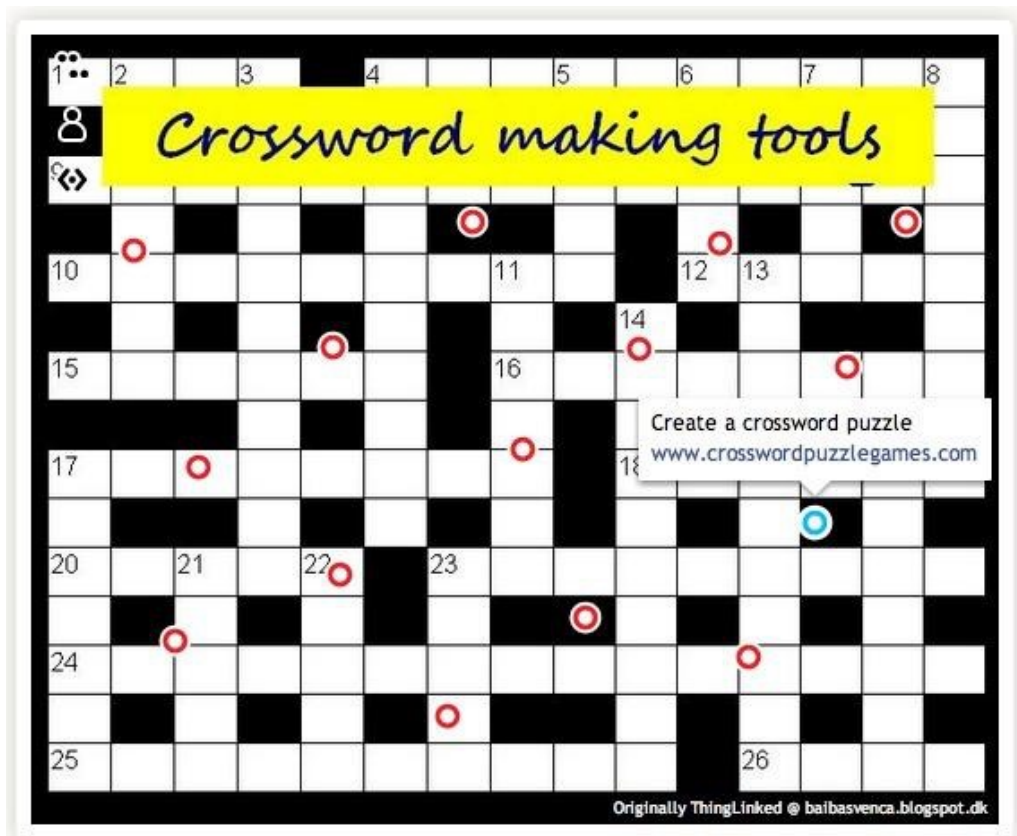 1 2 3 4 5 6 7 8
Crossword making tools
9
10 11 12 13
14
15 16
Create a crossword puzzle
www.crosswordpuzzlegames.com
17 18
20 21 22 23
24
25 26
Originally ThingLinked @ baibasvenca.blogspot.dk